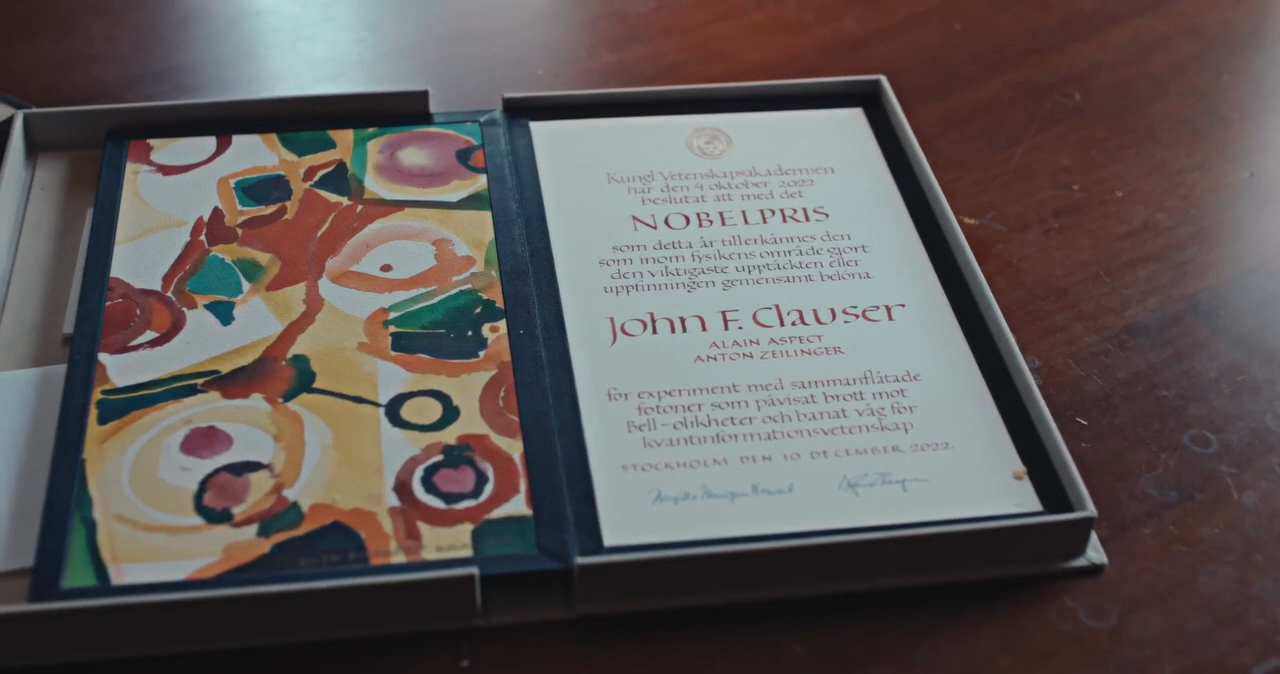 Kungl. Vetenskapsakademien
har den 4 oktober 2022
beslutat att med det
NOBELPRIS
som detta år tillerkännes den
som inom fysikens område gjort
den viktigaste upptäckten eller
uppfinningen gemensamt belöna
John F. Clauser
ALAIN ASPECT
ANTON ZEILINGER
för experiment med sammanflätade
fotoner som påvisat brott mot
Bell-olikheter och banat väg för
kvantinformationsvetenskap
STOCKHOLM DEN 10 DECEMBER 2022